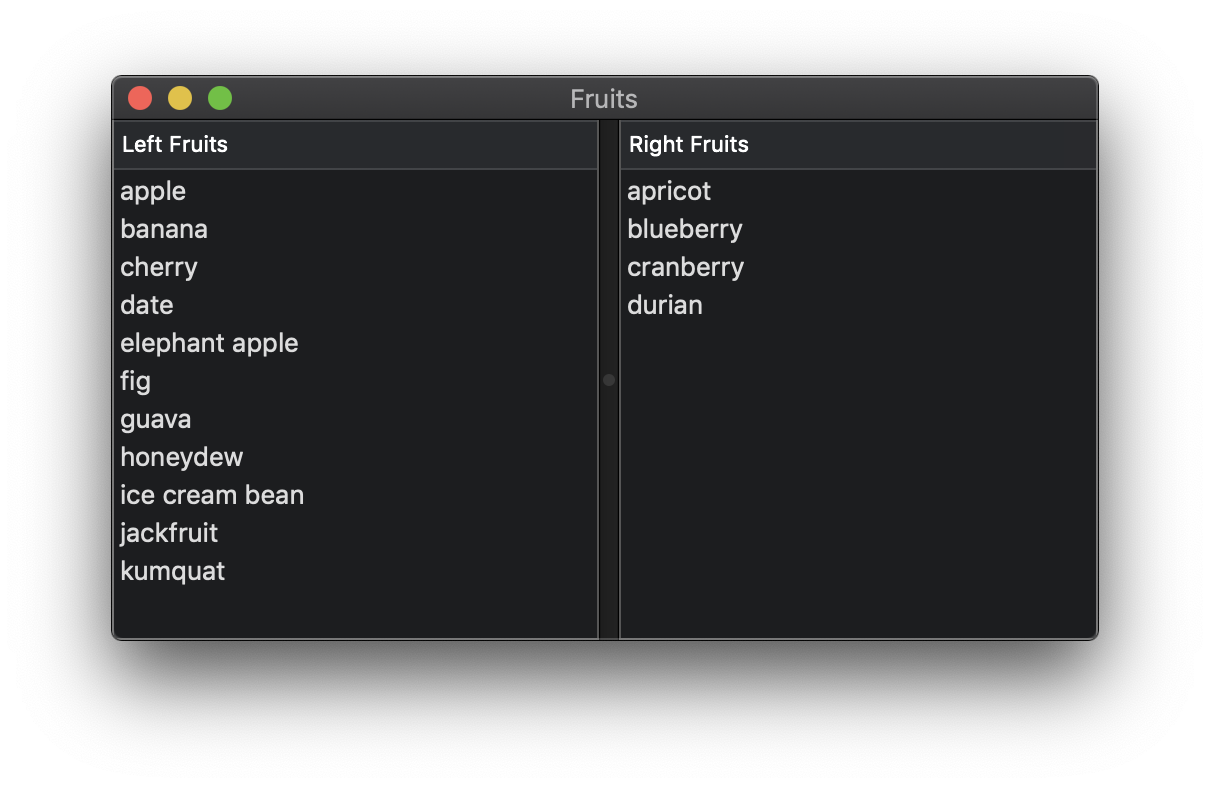 Fruits
Left Fruits
apple
banana
cherry
date
elephant apple
fig
guava
honeydew
ice cream bean
jackfruit
kumquat
Right Fruits
apricot
blueberry
cranberry
durian